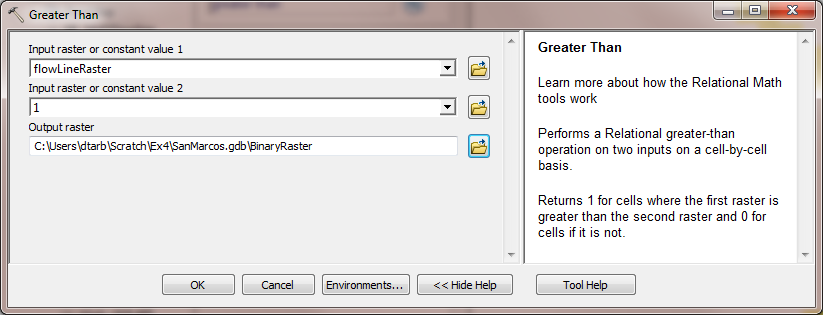 Greater Than
Input raster or constant value 1
flowLineRaster
Input raster or constant value 2
1
Output raster
C:\Users\dtarb\Scratch\Ex4\SanMarcos.gdb\BinaryRaster
Greater Than
Learn more about how the Relational Math
tools work
Performs a Relational greater-than
operation on two inputs on a cell-by-cell
basis.
Returns 1 for cells where the first raster is
greater than the second raster and 0 for
cells if it is not.
OK
Cancel
Environments...
<< Hide Help
Tool Help